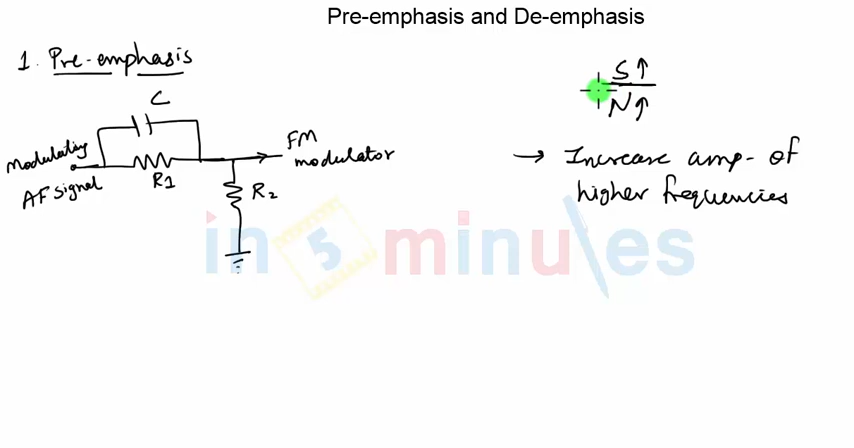 Pre-emphasis and De-emphasis
1. Pre-emphasis
C
R1
Modulating
AF signal
FM
modulator
R2
S↑
N↑
→ Increase amp. of
higher frequencies
in 5 minutes